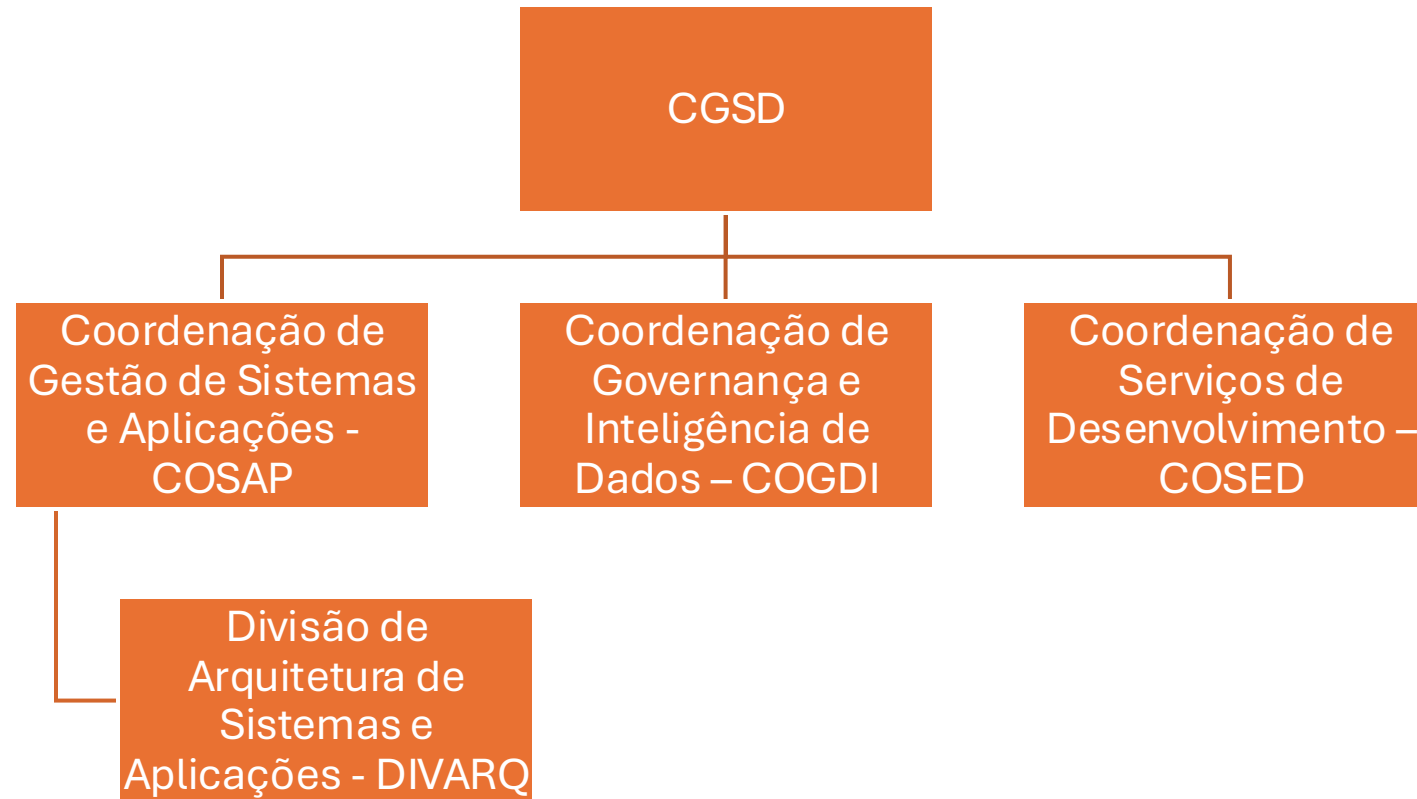 CGSD
Coordenação de
Gestão de Sistemas
e Aplicações -
COSAP
Coordenação de
Governança e
Inteligência de
Dados – COGDI
Coordenação de
Serviços de
Desenvolvimento –
COSED
Divisão de
Arquitetura de
Sistemas e
Aplicações - DIVARQ